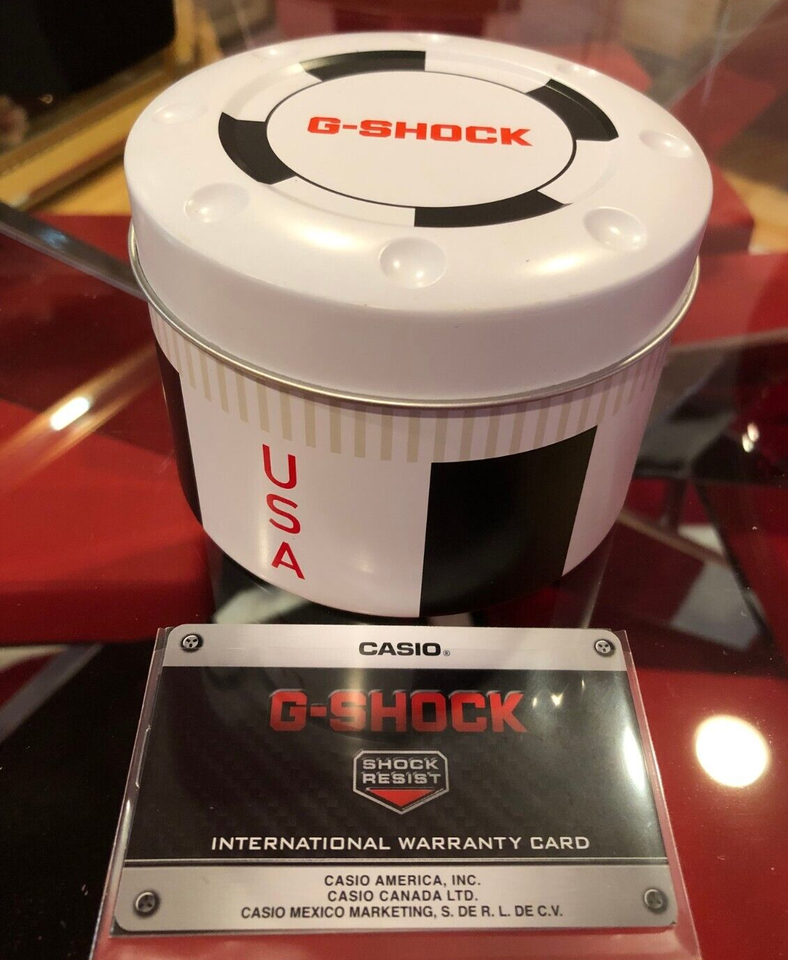 G-SHOCK
USA
CASIO®
G-SHOCK
SHOCK
RESIST
INTERNATIONAL WARRANTY CARD
CASIO AMERICA, INC.
CASIO CANADA LTD.
CASIO MEXICO MARKETING, S. DE R. L. DE C.V.